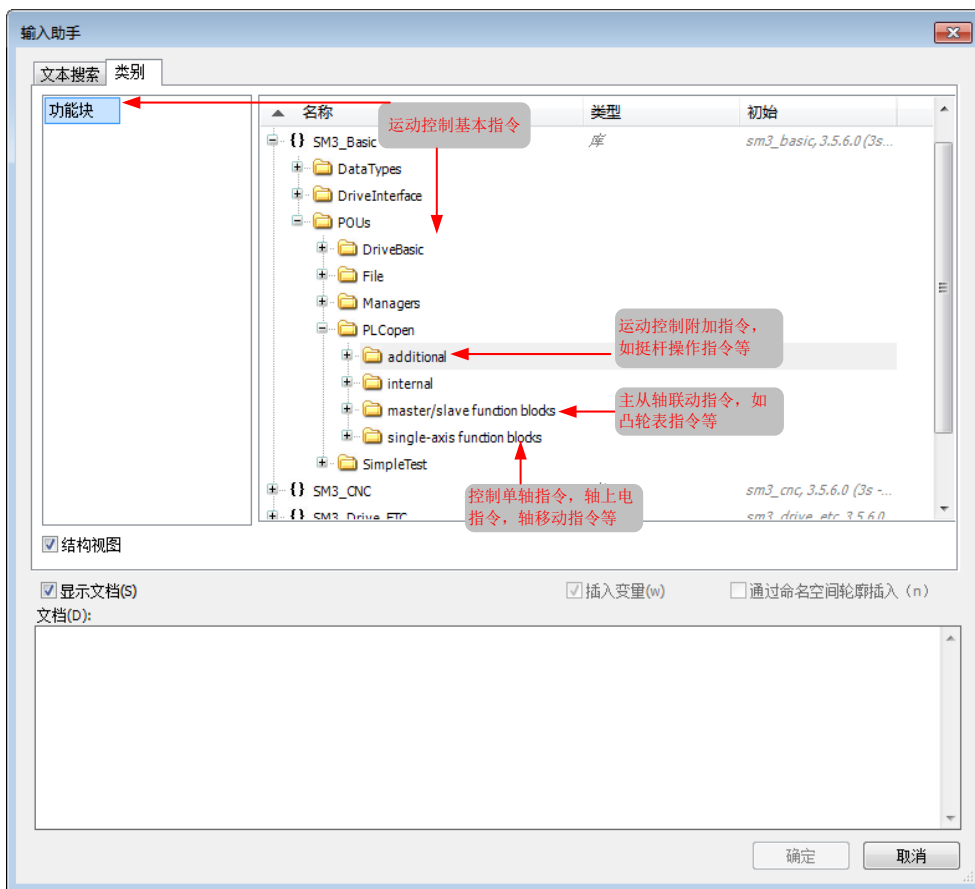 输入助手
文本搜索 类别
功能块
名称 类型 初始
运动控制基本指令
SM3_Basic 库 sm3_basic, 3.5.6.0 (3s...
DataTypes
DriveInterface
POUs
DriveBasic
File
Managers
PLCopen
运动控制附加指令，
如挺杆操作指令等
additional
internal
主从轴联动指令，如
凸轮表指令等
master/slave function blocks
single-axis function blocks
SimpleTest
控制单轴指令，轴上电
指令，轴移动指令等
SM3_CNC sm3_cnc, 3.5.6.0 (3s -...
SM3_Drive_ETC sm3_drive_etc, 3.5.6.0
结构视图
显示文档(S) 插入变量(w) 通过命名空间轮廓插入（n）
文档(D):
确定 取消